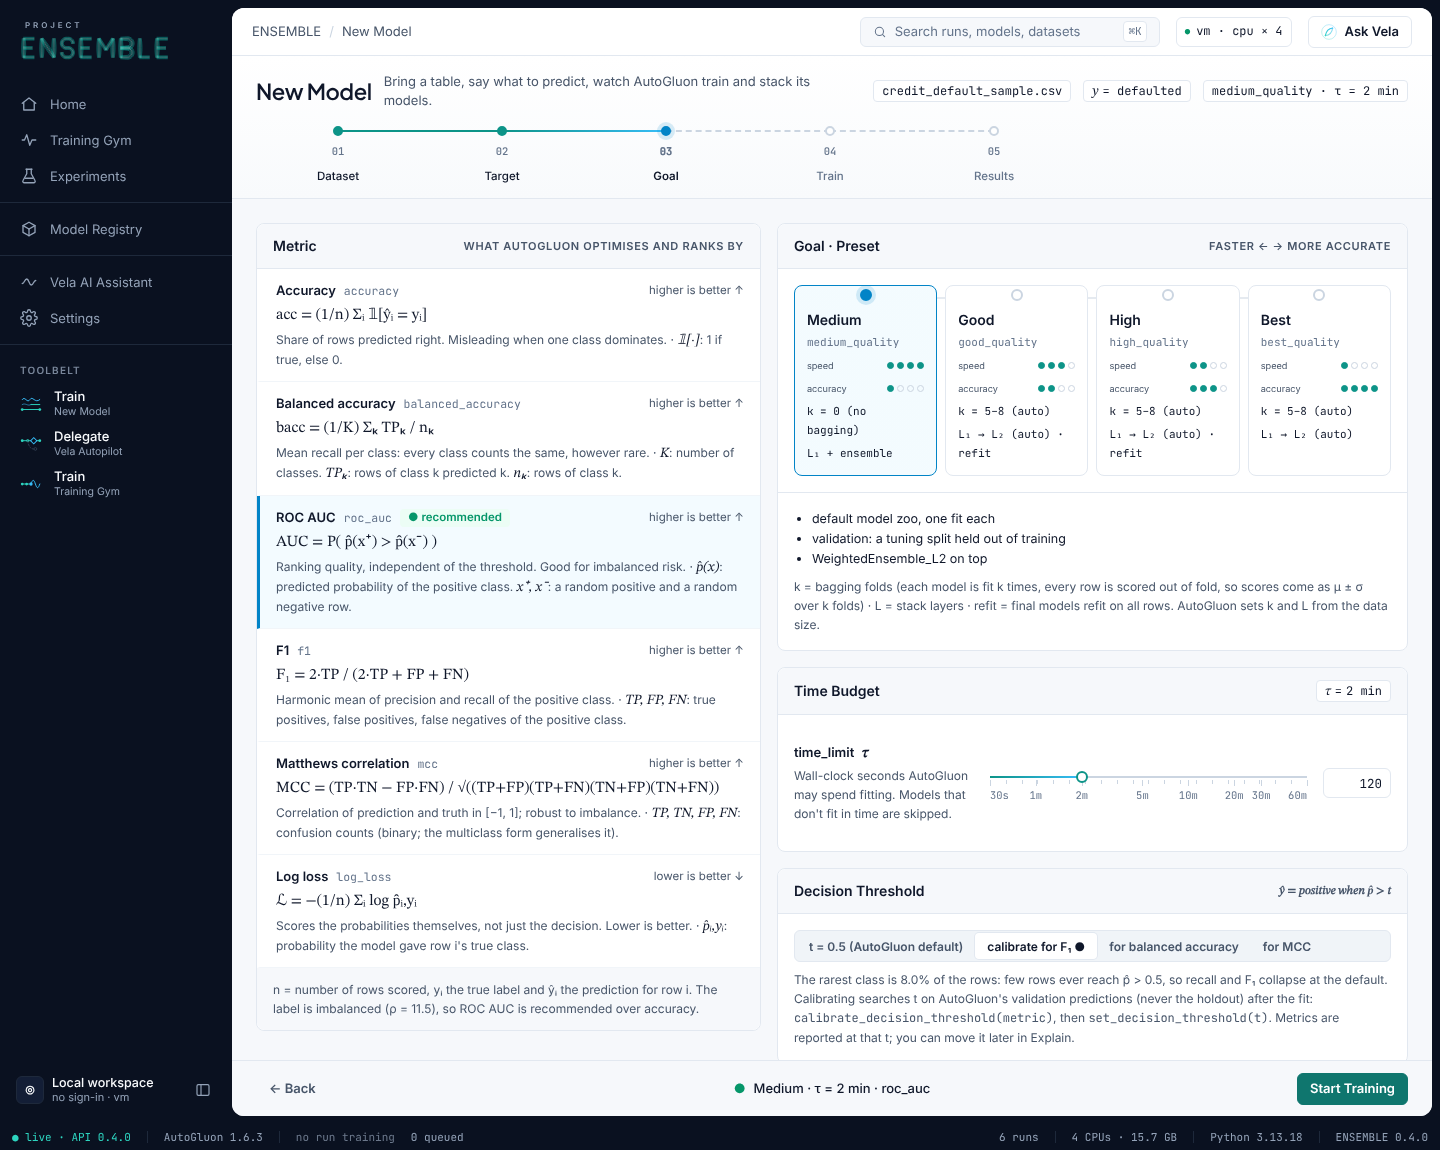 PROJECT
ENSEMBLE
Home
Training Gym
Experiments
Model Registry
Vela AI Assistant
Settings
TOOLBELT
Train
New Model
Delegate
Vela Autopilot
Train
Training Gym
Local workspace
no sign-in · vm
ENSEMBLE / New Model
Search runs, models, datasets ⌘K
vm · cpu × 4
Ask Vela
New Model
Bring a table, say what to predict, watch AutoGluon train and stack its
models.
credit_default_sample.csv
y = defaulted
medium_quality · τ = 2 min
01 02 03 04 05
Dataset Target Goal Train Results
Metric WHAT AUTOGLUON OPTIMISES AND RANKS BY
Accuracy accuracy higher is better ↑
acc = (1/n) Σᵢ 𝟙[ŷᵢ = yᵢ]
Share of rows predicted right. Misleading when one class dominates. · 𝟙[·]: 1 if
true, else 0.
Balanced accuracy balanced_accuracy higher is better ↑
bacc = (1/K) Σₖ TPₖ / nₖ
Mean recall per class: every class counts the same, however rare. · K: number of
classes. TPₖ: rows of class k predicted k. nₖ: rows of class k.
ROC AUC roc_auc ● recommended higher is better ↑
AUC = P( p̂(x⁺) > p̂(x⁻) )
Ranking quality, independent of the threshold. Good for imbalanced risk. · p̂(x):
predicted probability of the positive class. x⁺, x⁻: a random positive and a random
negative row.
F1 f1 higher is better ↑
F₁ = 2·TP / (2·TP + FP + FN)
Harmonic mean of precision and recall of the positive class. · TP, FP, FN: true
positives, false positives, false negatives of the positive class.
Matthews correlation mcc higher is better ↑
MCC = (TP·TN − FP·FN) / √((TP+FP)(TP+FN)(TN+FP)(TN+FN))
Correlation of prediction and truth in [−1, 1]; robust to imbalance. · TP, TN, FP, FN:
confusion counts (binary; the multiclass form generalises it).
Log loss log_loss lower is better ↓
ℒ = −(1/n) Σᵢ log p̂ᵢ,yᵢ
Scores the probabilities themselves, not just the decision. Lower is better. · p̂ᵢ,yᵢ:
probability the model gave row i's true class.
n = number of rows scored, yᵢ the true label and ŷᵢ the prediction for row i. The
label is imbalanced (ρ = 11.5), so ROC AUC is recommended over accuracy.
Goal · Preset FASTER ← → MORE ACCURATE
Medium
medium_quality
speed
accuracy
k = 0 (no
bagging)
L₁ + ensemble
Good
good_quality
speed
accuracy
k = 5–8 (auto)
L₁ → L₂ (auto) ·
refit
High
high_quality
speed
accuracy
k = 5–8 (auto)
L₁ → L₂ (auto) ·
refit
Best
best_quality
speed
accuracy
k = 5–8 (auto)
L₁ → L₂ (auto)
• default model zoo, one fit each
• validation: a tuning split held out of training
• WeightedEnsemble_L2 on top
k = bagging folds (each model is fit k times, every row is scored out of fold, so scores come as μ ± σ
over k folds) · L = stack layers · refit = final models refit on all rows. AutoGluon sets k and L from the data
size.
Time Budget τ = 2 min
time_limit τ
Wall-clock seconds AutoGluon
may spend fitting. Models that
don't fit in time are skipped.
30s 1m 2m 5m 10m 20m 30m 60m
120
Decision Threshold ŷ = positive when p̂ > t
t = 0.5 (AutoGluon default) calibrate for F₁ ● for balanced accuracy for MCC
The rarest class is 8.0% of the rows: few rows ever reach p̂ > 0.5, so recall and F₁ collapse at the default.
Calibrating searches t on AutoGluon's validation predictions (never the holdout) after the fit:
calibrate_decision_threshold(metric), then set_decision_threshold(t). Metrics are
reported at that t; you can move it later in Explain.
← Back
● Medium · τ = 2 min · roc_auc
Start Training
● live · API 0.4.0 AutoGluon 1.6.3 no run training 0 queued 6 runs 4 CPUs · 15.7 GB Python 3.13.18 ENSEMBLE 0.4.0